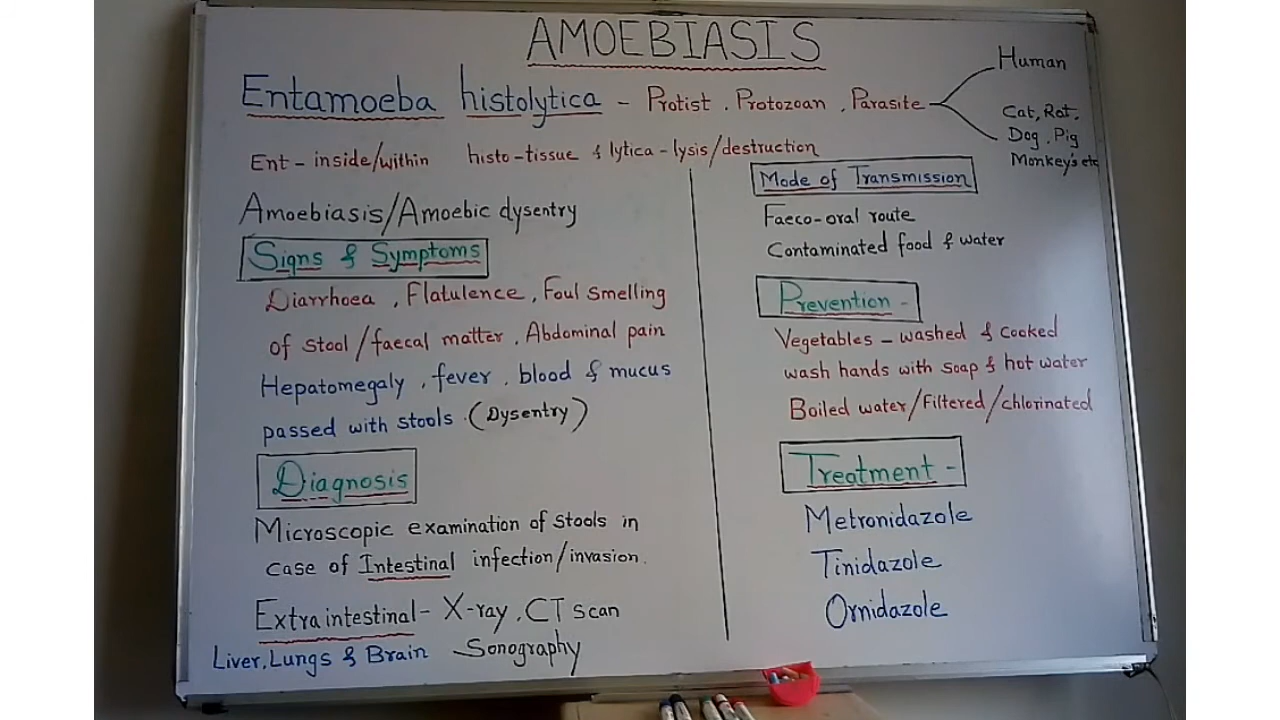 AMOEBIASIS
Entamoeba histolytica - Protist, Protozoan, Parasite
Human
Cat, Rat,
Dog, Pig
Monkey's etc
Ent - inside/within histo-tissue & lytica-lysis/destruction
Amoebiasis/Amoebic dysentry
Signs & Symptoms
Diarrhoea, Flatulence, Foul smelling
of stool/faecal matter, Abdominal pain
Hepatomegaly, fever, blood & mucus
passed with stools. (Dysentry)
Diagnosis
Microscopic examination of stools in
case of Intestinal infection/invasion.
Extraintestinal- X-ray, CT scan
Liver, Lungs & Brain Sonography
Mode of Transmission
Faeco-oral route
Contaminated food & water
Prevention -
Vegetables - washed & cooked
wash hands with soap & hot water
Boiled water/Filtered/chlorinated
Treatment -
Metronidazole
Tinidazole
Ornidazole